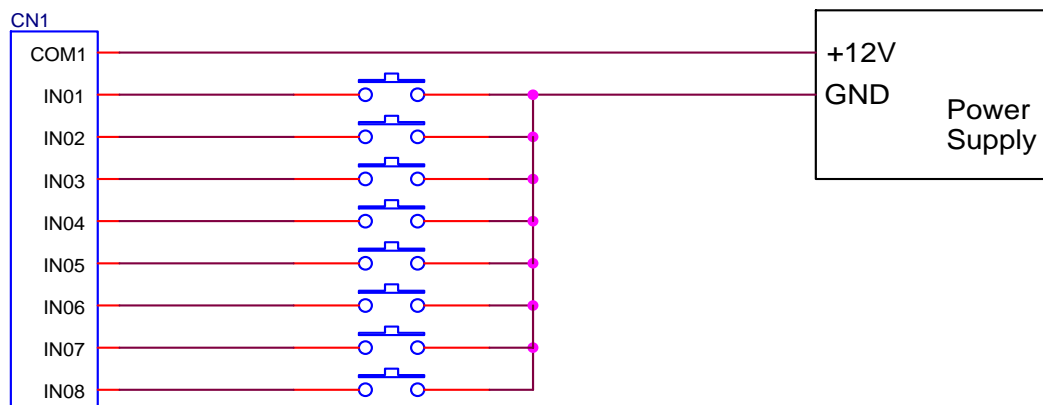 CN1
COM1
IN01
IN02
IN03
IN04
IN05
IN06
IN07
IN08
+12V
GND
Power
Supply